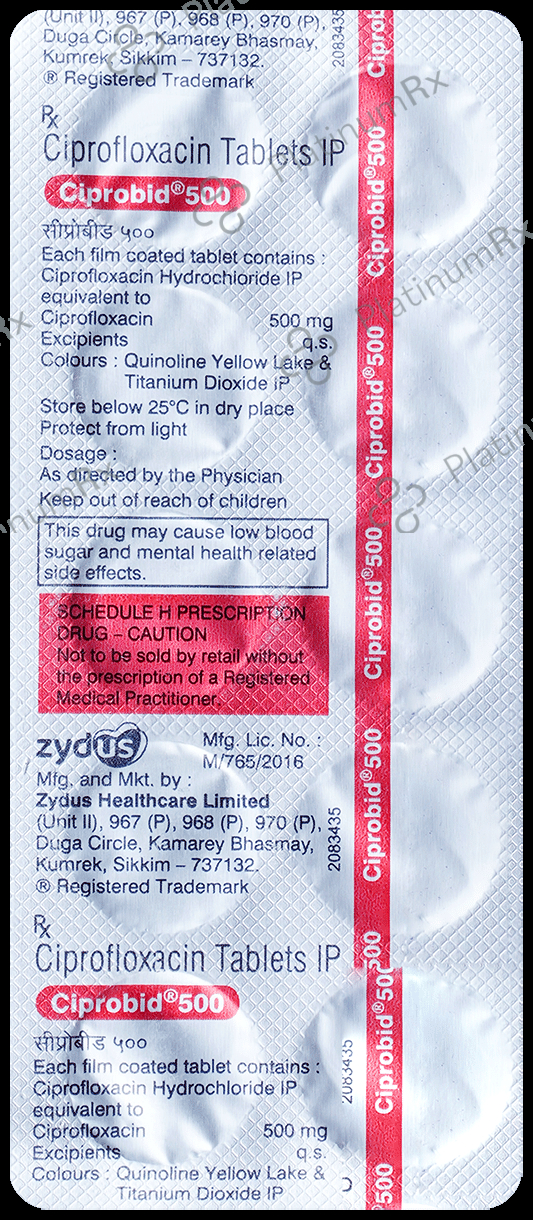 (Unit II), 967 (P), 968 (P), 970 (P),
Duga Circle, Kamarey Bhasmay,
Kumrek, Sikkim – 737132.
® Registered Trademark
2083435
Rx
Ciprofloxacin Tablets IP
Ciprobid®500
सीप्रोबीड ५००
Each film coated tablet contains :
Ciprofloxacin Hydrochloride IP
equivalent to
Ciprofloxacin 500 mg
Excipients q.s.
Colours : Quinoline Yellow Lake &
Titanium Dioxide IP
Store below 25°C in dry place
Protect from light
Dosage :
As directed by the Physician
Keep out of reach of children
This drug may cause low blood
sugar and mental health related
side effects.
SCHEDULE H PRESCRIPTION
DRUG – CAUTION
Not to be sold by retail without
the prescription of a Registered
Medical Practitioner.
zydus
Mfg. Lic. No. :
M/765/2016
Mfg. and Mkt. by :
Zydus Healthcare Limited
(Unit II), 967 (P), 968 (P), 970 (P),
Duga Circle, Kamarey Bhasmay,
Kumrek, Sikkim – 737132.
® Registered Trademark
2083435
Rx
Ciprofloxacin Tablets IP
Ciprobid®500
सीप्रोबीड ५००
Each film coated tablet contains :
Ciprofloxacin Hydrochloride IP
equivalent to
Ciprofloxacin 500 mg
Excipients q.s.
Colours : Quinoline Yellow Lake &
Titanium Dioxide IP
2083435
Ciprob
Ciprobid®500
Ciprobid®500
Ciprobid®500
Ciprobid®500
500
Ciprobid®500
500
PlatinumRx
PlatinumRx
PlatinumRx